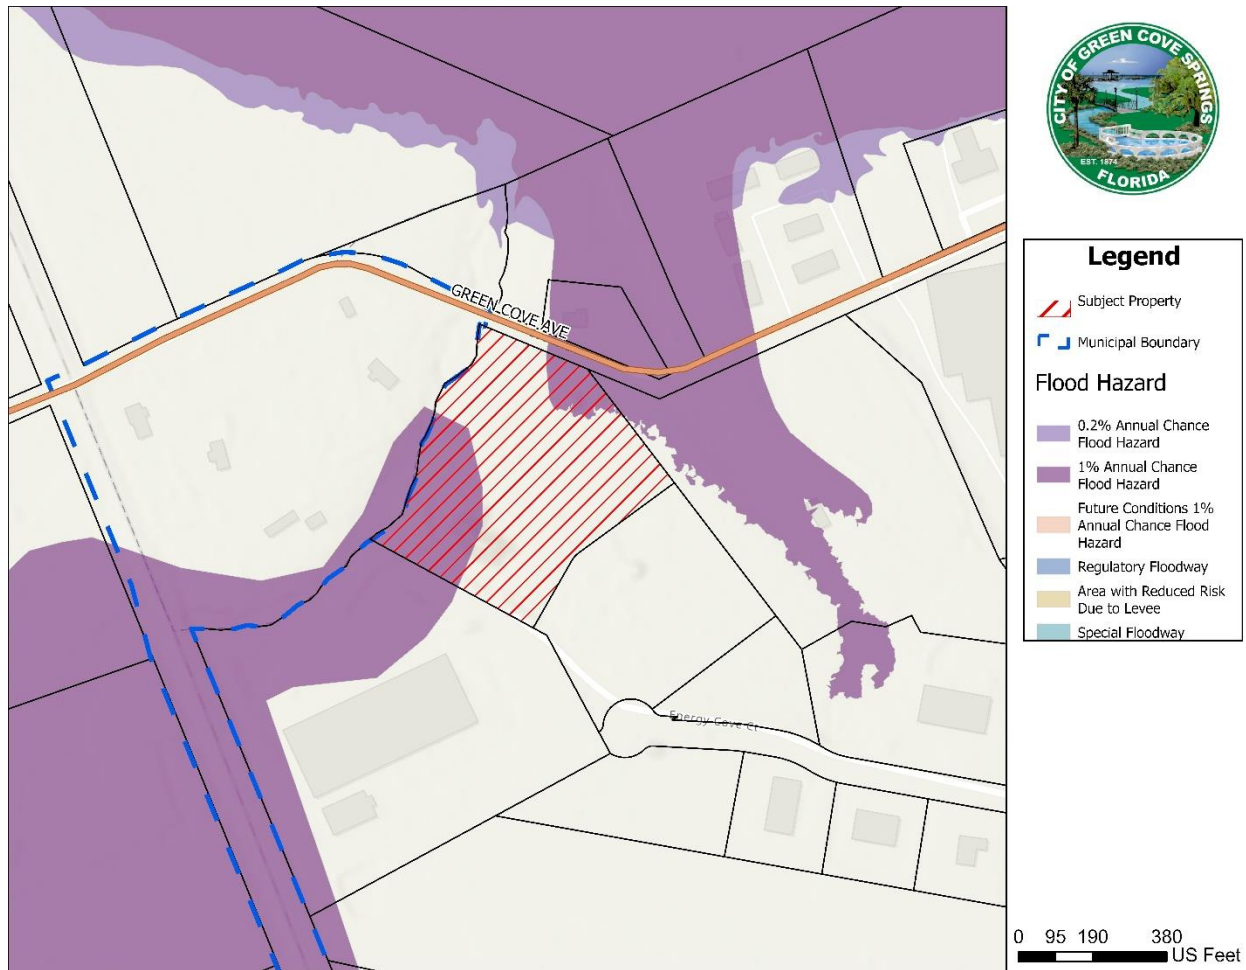 GREEN COVE AVE
Energy Cove Ct
CITY OF GREEN COVE SPRINGS
EST. 1874
FLORIDA
Legend
Subject Property
Municipal Boundary
Flood Hazard
0.2% Annual Chance
Flood Hazard
1% Annual Chance
Flood Hazard
Future Conditions 1%
Annual Chance Flood
Hazard
Regulatory Floodway
Area with Reduced Risk
Due to Levee
Special Floodway
0 95 190 380
US Feet